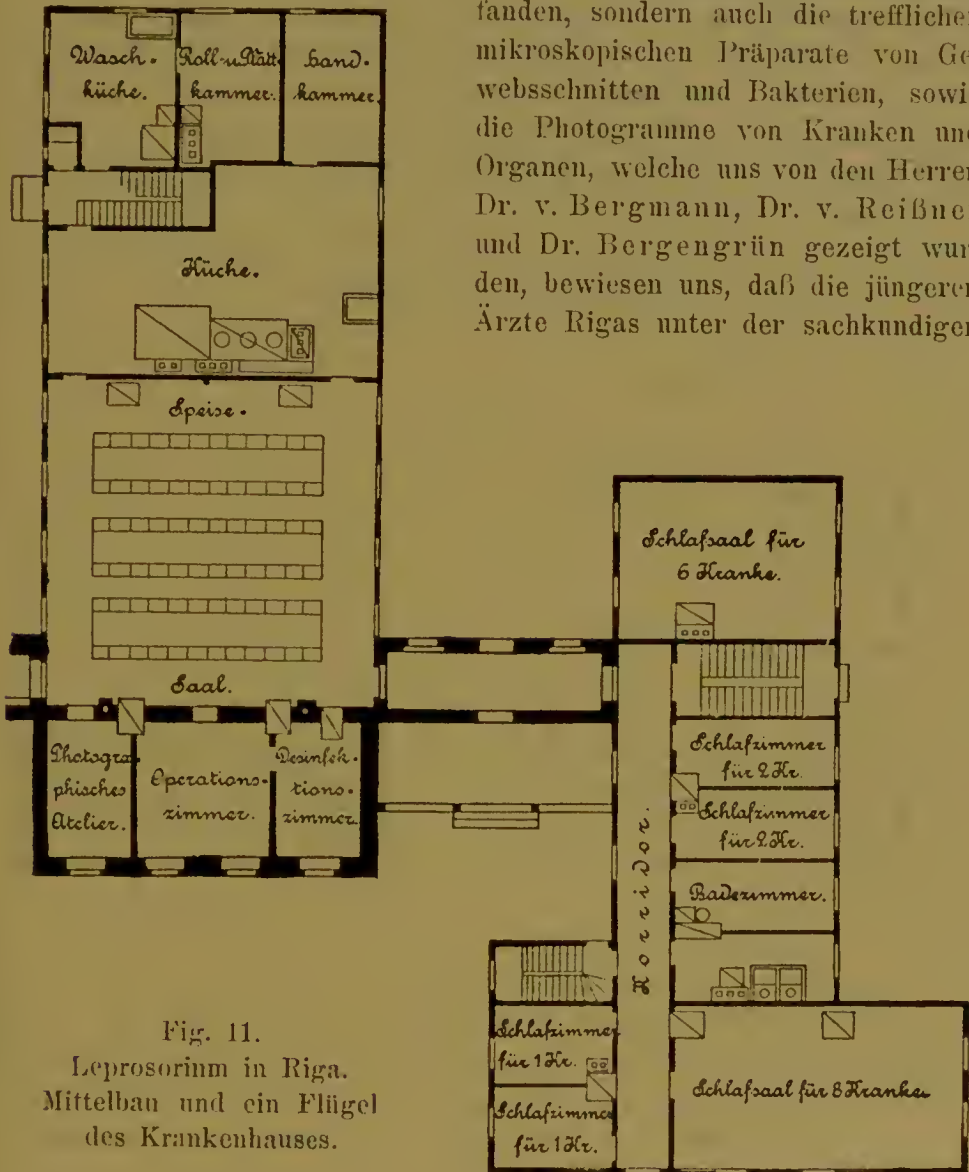 fanden, sondern auch die trefflichen
mikroskopischen Präparate von Ge-
websschnitten und Bakterien, sowie
die Photogramme von Kranken und
Organen, welche uns von den Herren
Dr. v. Bergmann, Dr. v. Reißner
und Dr. Bergengrün gezeigt wur-
den, bewiesen uns, daß die jüngeren
Ärzte Rigas unter der sachkundigen
Wasch-
küche.
Roll-u. Plätt-
kammer.
Hand-
kammer.
Küche.
Speise-
Saal.
Photogra-
phisches
Atelier.
Operations-
zimmer.
Desinfek-
tions-
zimmer.
Schlafsaal für
6 Kranke.
Schlafzimmer
für 2 Kr.
Schlafzimmer
für 2 Kr.
Badezimmer.
Korridor.
Schlafzimmer
für 1 Kr.
Schlafzimmer
für 1 Kr.
Schlafsaal für 8 Kranke.
Fig. 11.
Leprosorium in Riga.
Mittelbau und ein Flügel
des Krankenhauses.